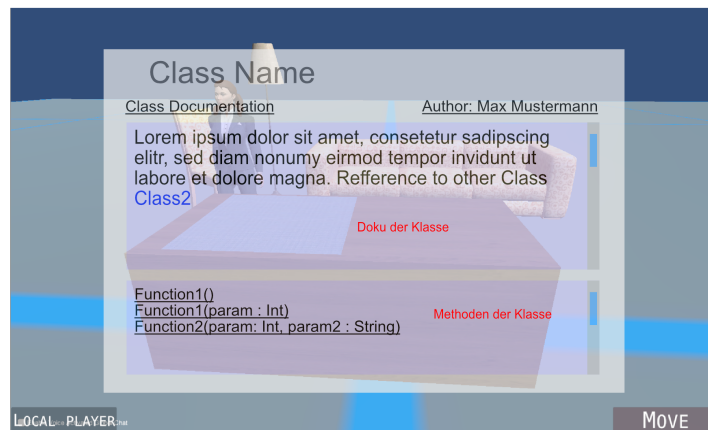 Class Name
Class Documentation
Author: Max Mustermann
Lorem ipsum dolor sit amet, consetetur sadipscing
elitr, sed diam nonumy eirmod tempor invidunt ut
labore et dolore magna. Refference to other Class
Class2
Doku der Klasse
Function1()
Function1(param : Int)
Function2(param: Int, param2 : String)
Methoden der Klasse
LOCAL PLAYER
MOVE